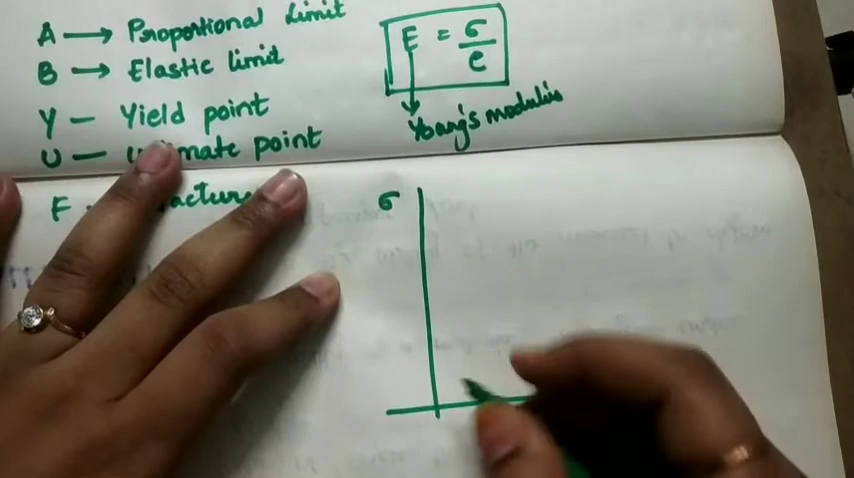 A → Proportional Limit
B → Elastic limit
Y — Yield point
U — point
F
E = σ/e
Young's modulus
σ